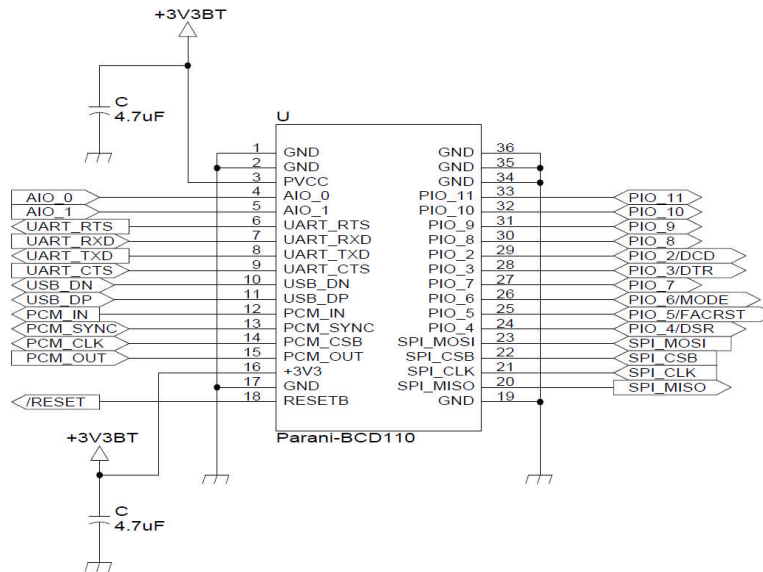 +3V3BT
C
4.7uF
U
1 GND GND 36
2 GND GND 35
3 PVCC GND 34
AIO_0 4 AIO_0 PIO_11 33 PIO_11
AIO_1 5 AIO_1 PIO_10 32 PIO_10
UART_RTS 6 UART_RTS PIO_9 31 PIO_9
UART_RXD 7 UART_RXD PIO_8 30 PIO_8
UART_TXD 8 UART_TXD PIO_2 29 PIO_2/DCD
UART_CTS 9 UART_CTS PIO_3 28 PIO_3/DTR
USB_DN 10 USB_DN PIO_7 27 PIO_7
USB_DP 11 USB_DP PIO_6 26 PIO_6/MODE
PCM_IN 12 PCM_IN PIO_5 25 PIO_5/FACRST
PCM_SYNC 13 PCM_SYNC PIO_4 24 PIO_4/DSR
PCM_CLK 14 PCM_CSB SPI_MOSI 23 SPI_MOSI
PCM_OUT 15 PCM_OUT SPI_CSB 22 SPI_CSB
16 +3V3 SPI_CLK 21 SPI_CLK
17 GND SPI_MISO 20 SPI_MISO
/RESET 18 RESETB GND 19
Parani-BCD110
+3V3BT
C
4.7uF